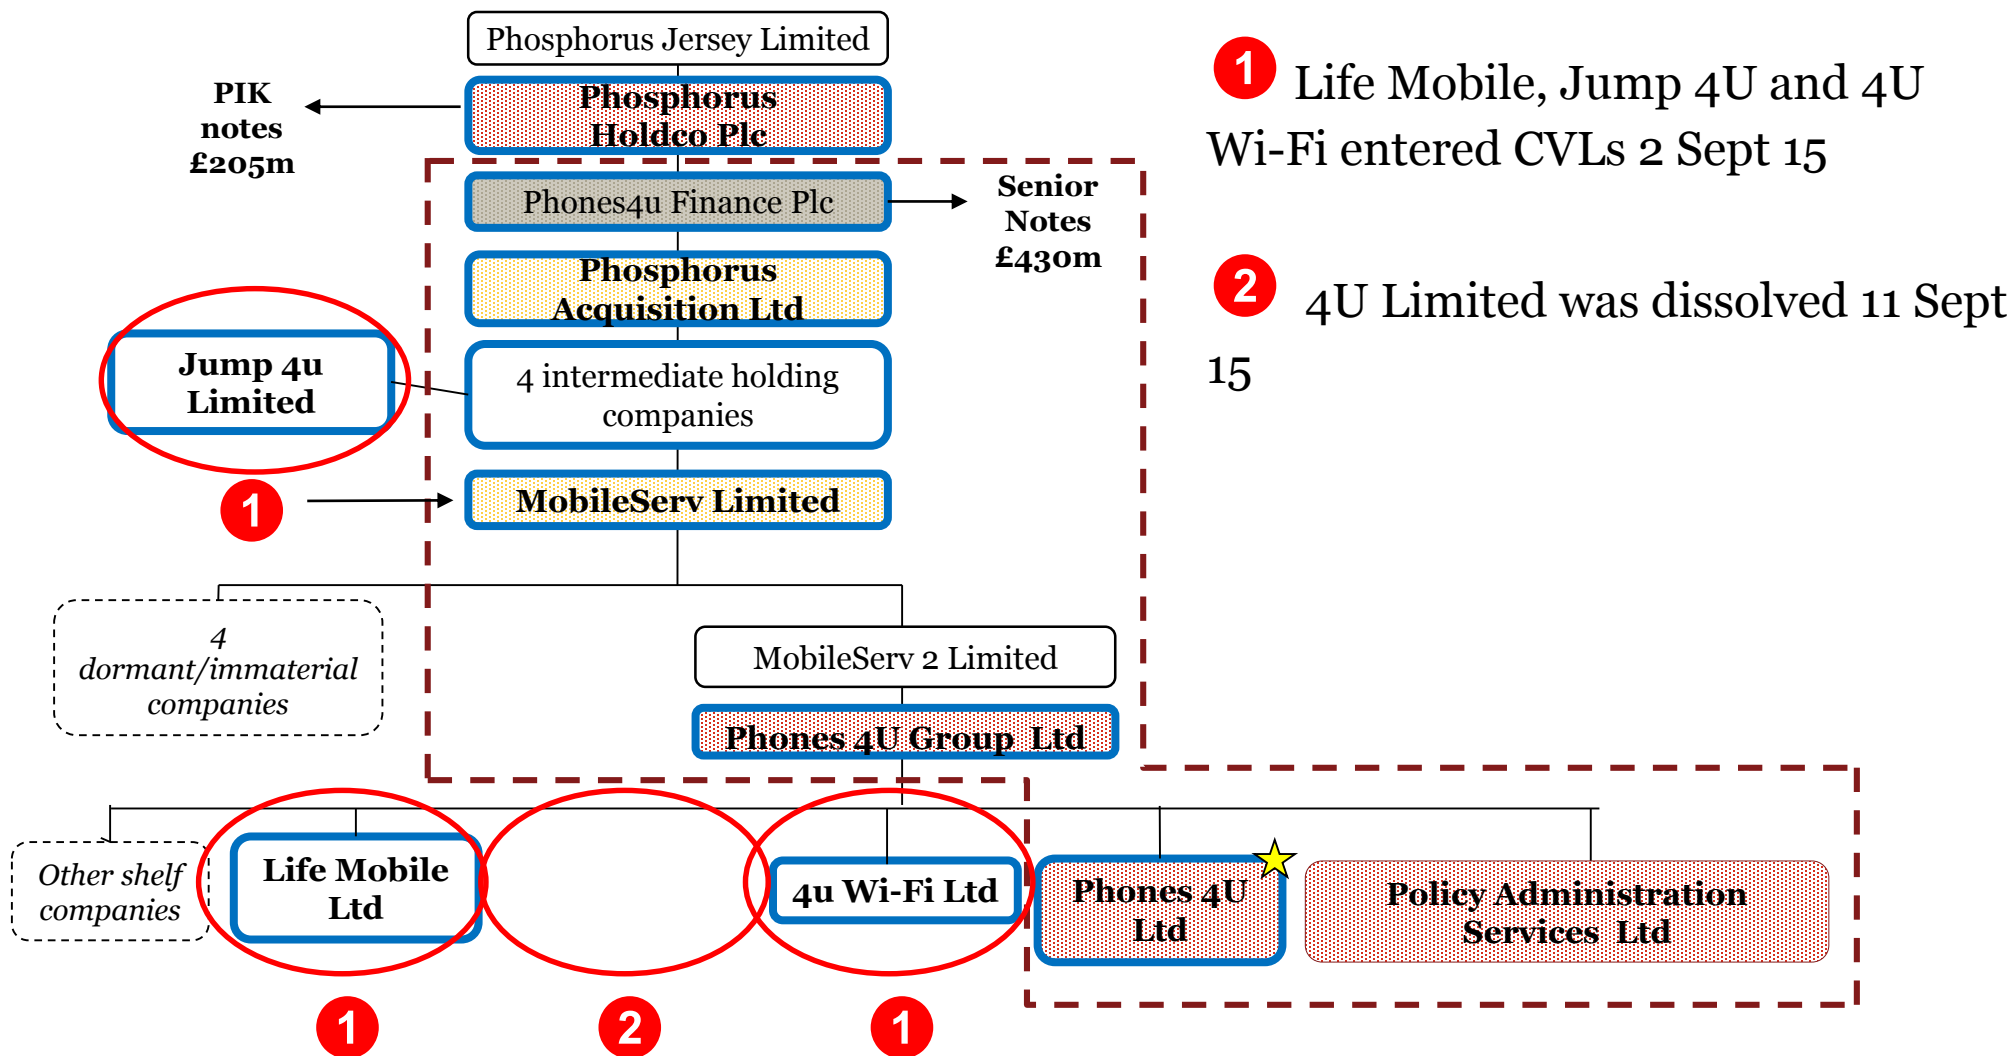 Phosphorus Jersey Limited
PIK
notes
£205m
Phosphorus
Holdco Plc
Phones4u Finance Plc
Senior
Notes
£430m
Phosphorus
Acquisition Ltd
Jump 4u
Limited
4 intermediate holding
companies
1
MobileServ Limited
4
dormant/immaterial
companies
MobileServ 2 Limited
Phones 4U Group Ltd
Other shelf
companies
Life Mobile
Ltd
4u Wi-Fi Ltd
Phones 4U
Ltd
Policy Administration
Services Ltd
1
2
1
1 Life Mobile, Jump 4U and 4U
Wi-Fi entered CVLs 2 Sept 15
2 4U Limited was dissolved 11 Sept
15